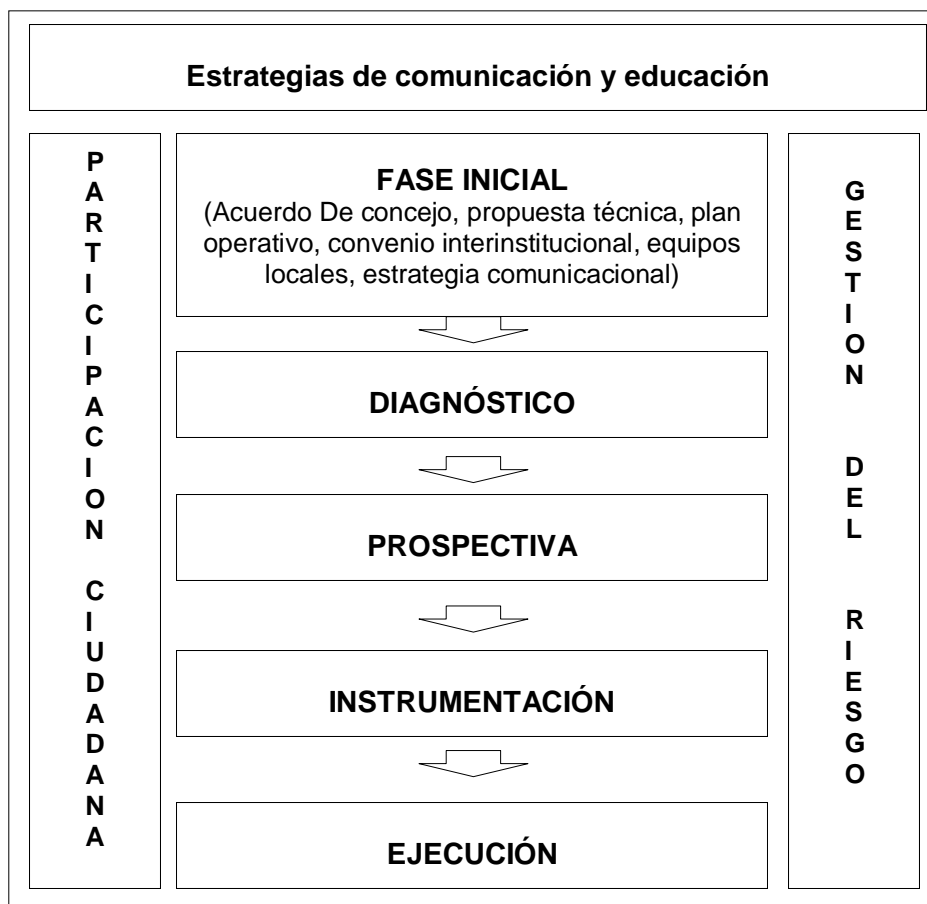 Estrategias de comunicación y educación
PARTICIPACION CIUDADANA
FASE INICIAL
(Acuerdo De concejo, propuesta técnica, plan
operativo, convenio interinstitucional, equipos
locales, estrategia comunicacional)
DIAGNÓSTICO
PROSPECTIVA
INSTRUMENTACIÓN
EJECUCIÓN
GESTION DEL RIESGO